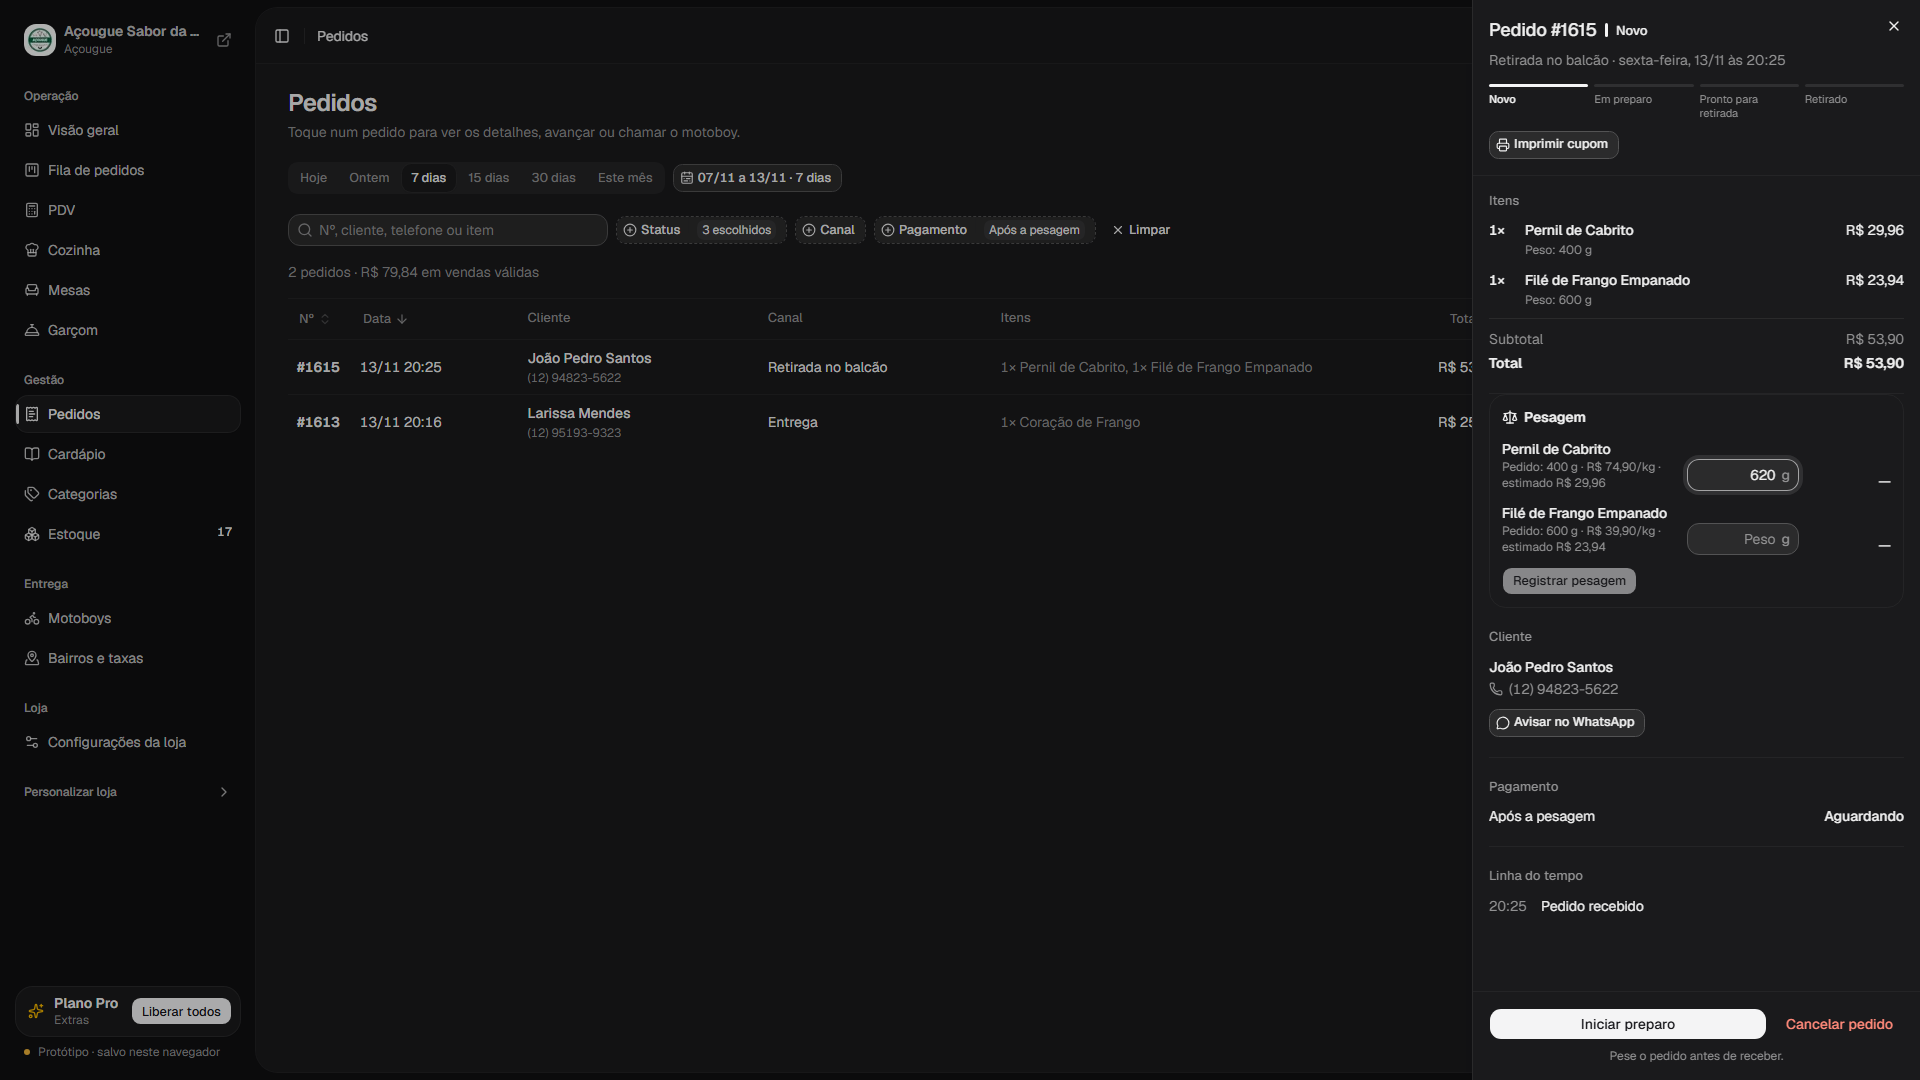 Açougue Sabor da ...
Açougue
Operação
Visão geral
Fila de pedidos
PDV
Cozinha
Mesas
Garçom
Gestão
Pedidos
Cardápio
Categorias
Estoque
17
Entrega
Motoboys
Bairros e taxas
Loja
Configurações da loja
Personalizar loja
Plano Pro
Extras
Liberar todos
Protótipo · salvo neste navegador
Pedidos
Pedidos
Toque num pedido para ver os detalhes, avançar ou chamar o motoboy.
Hoje Ontem 7 dias 15 dias 30 dias Este mês 07/11 a 13/11 · 7 dias
Nº, cliente, telefone ou item Status 3 escolhidos Canal Pagamento Após a pesagem Limpar
2 pedidos · R$ 79,84 em vendas válidas
Nº Data Cliente Canal Itens Tota
#1615 13/11 20:25 João Pedro Santos Retirada no balcão 1× Pernil de Cabrito, 1× Filé de Frango Empanado R$ 53
(12) 94823-5622
#1613 13/11 20:16 Larissa Mendes Entrega 1× Coração de Frango R$ 25
(12) 95193-9323
Pedido #1615 Novo
Retirada no balcão · sexta-feira, 13/11 às 20:25
Novo Em preparo Pronto para retirada Retirado
Imprimir cupom
Itens
1× Pernil de Cabrito R$ 29,96
Peso: 400 g
1× Filé de Frango Empanado R$ 23,94
Peso: 600 g
Subtotal R$ 53,90
Total R$ 53,90
Pesagem
Pernil de Cabrito
Pedido: 400 g · R$ 74,90/kg ·
estimado R$ 29,96
620 g
—
Filé de Frango Empanado
Pedido: 600 g · R$ 39,90/kg ·
estimado R$ 23,94
Peso g
—
Registrar pesagem
Cliente
João Pedro Santos
(12) 94823-5622
Avisar no WhatsApp
Pagamento
Após a pesagem Aguardando
Linha do tempo
20:25 Pedido recebido
Iniciar preparo Cancelar pedido
Pese o pedido antes de receber.